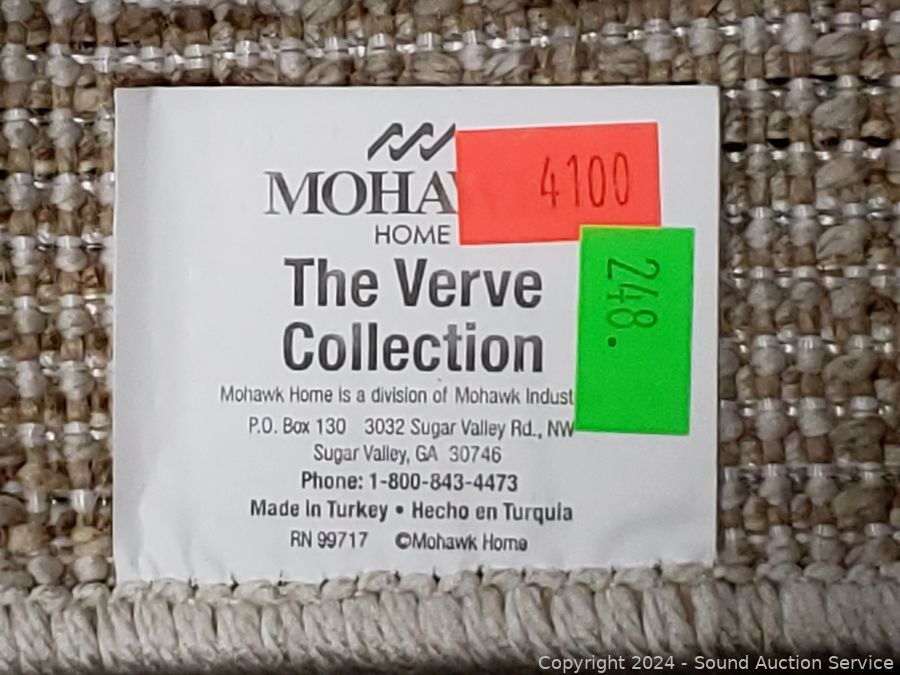 MOHA
4100
HOME
The Verve
248.
Collection
Mohawk Home is a division of Mohawk
P.O. Box 130 3032 Sugar Valley Rd., NW
Sugar Valley, GA 30746
Phone: 1-800-843-4473
Made in Turkey • Hecho en Turquia
RN 99717 ©Mohawk Home
Copyright 2024 - Sound Auction Service